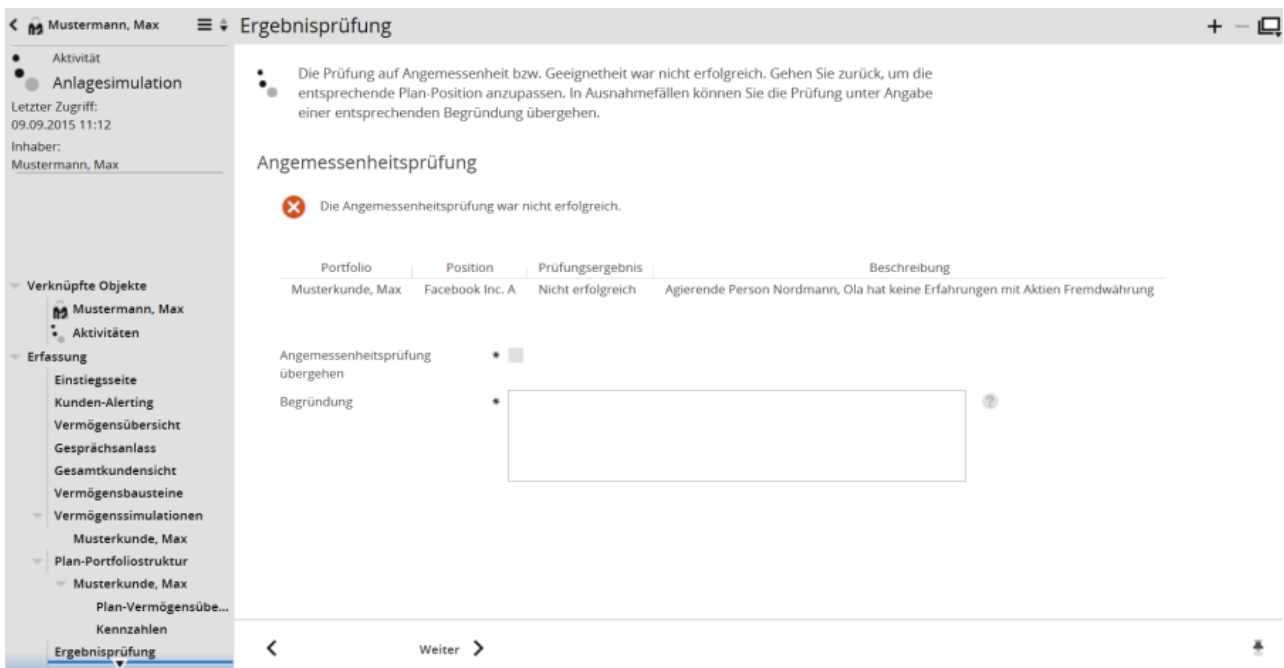 Mustermann, Max
Ergebnisprüfung
Aktivität
Anlagesimulation
Letzter Zugriff:
09.09.2015 11:12
Inhaber:
Mustermann, Max
Verknüpfte Objekte
Mustermann, Max
Aktivitäten
Erfassung
Einstiegsseite
Kunden-Alerting
Vermögensübersicht
Gesprächsanlass
Gesamtkundensicht
Vermögensbausteine
Vermögenssimulationen
Musterkunde, Max
Plan-Portfoliostruktur
Musterkunde, Max
Plan-Vermögensübe...
Kennzahlen
Ergebnisprüfung
Die Prüfung auf Angemessenheit bzw. Geeignetheit war nicht erfolgreich. Gehen Sie zurück, um die
entsprechende Plan-Position anzupassen. In Ausnahmefällen können Sie die Prüfung unter Angabe
einer entsprechenden Begründung übergehen.
Angemessenheitsprüfung
Die Angemessenheitsprüfung war nicht erfolgreich.
Portfolio Position Prüfungsergebnis Beschreibung
Musterkunde, Max Facebook Inc. A Nicht erfolgreich Agierende Person Nordmann, Ola hat keine Erfahrungen mit Aktien Fremdwährung
Angemessenheitsprüfung *
übergehen
Begründung * ?
Weiter